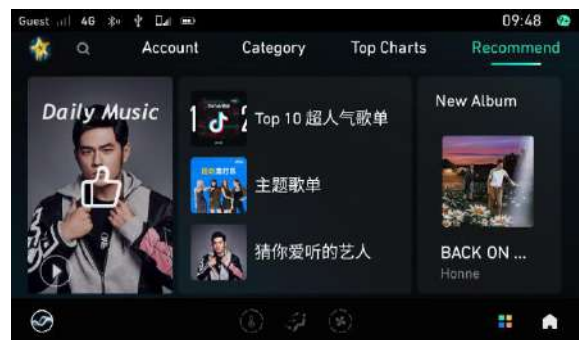 Guest 4G 09:48
Account Category Top Charts Recommend
Daily Music
Top 10 超人气歌单
主题歌单
猜你爱听的艺人
New Album
BACK ON ...
Honne